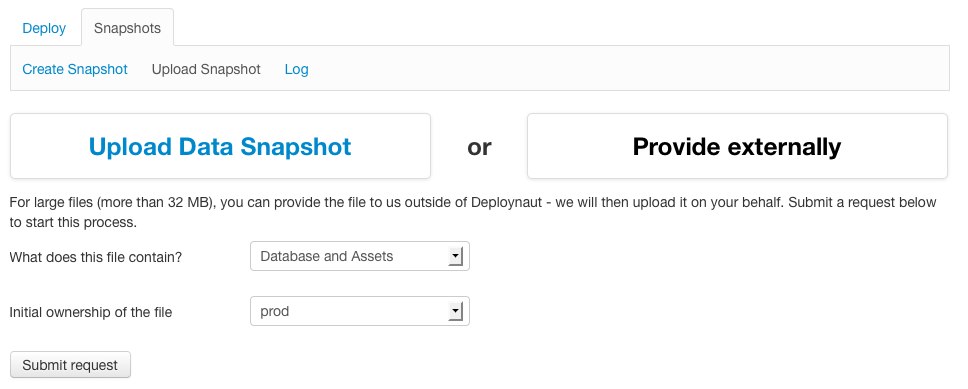 Deploy Snapshots
Create Snapshot Upload Snapshot Log
Upload Data Snapshot or Provide externally
For large files (more than 32 MB), you can provide the file to us outside of Deploynaut - we will then upload it on your behalf. Submit a request below
to start this process.
What does this file contain? Database and Assets
Initial ownership of the file prod
Submit request